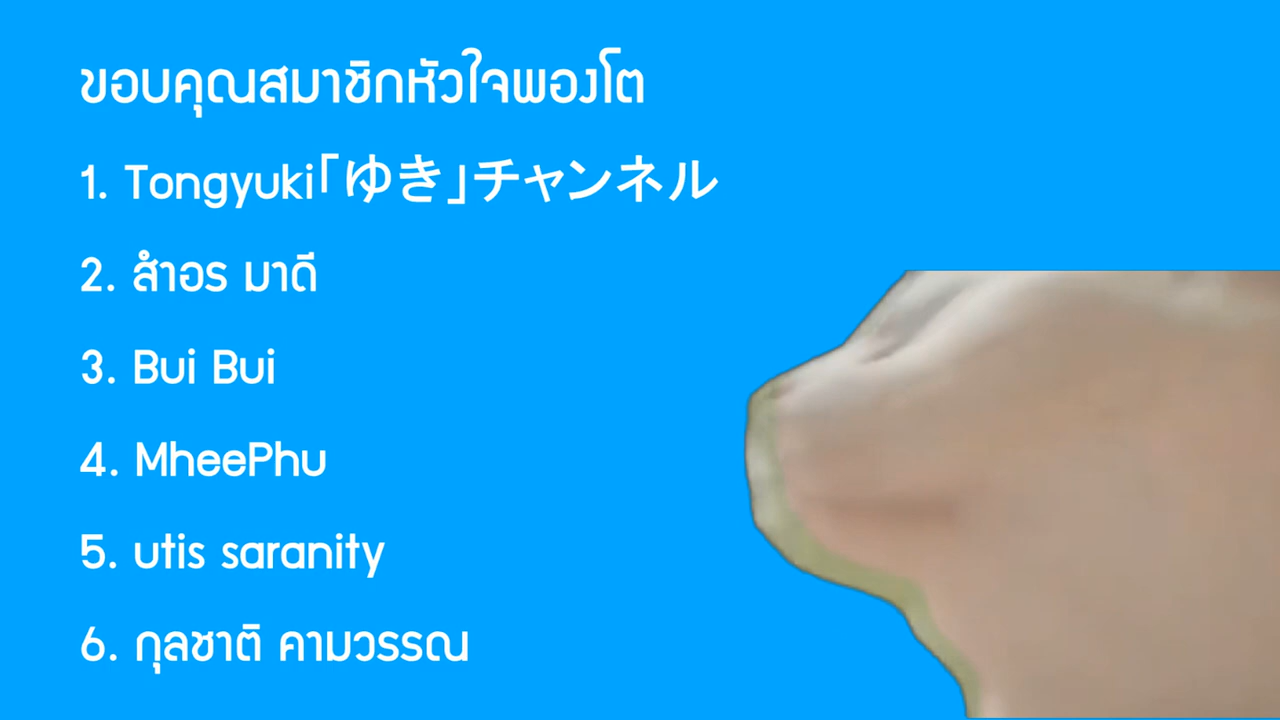 ขอบคุณสมาชิกหัวใจพองโต
1. Tongyuki「ゆき」チャンネル
2. สำอร มาดี
3. Bui Bui
4. MheePhu
5. utis saranity
6. กุลชาติ คามวรรณ